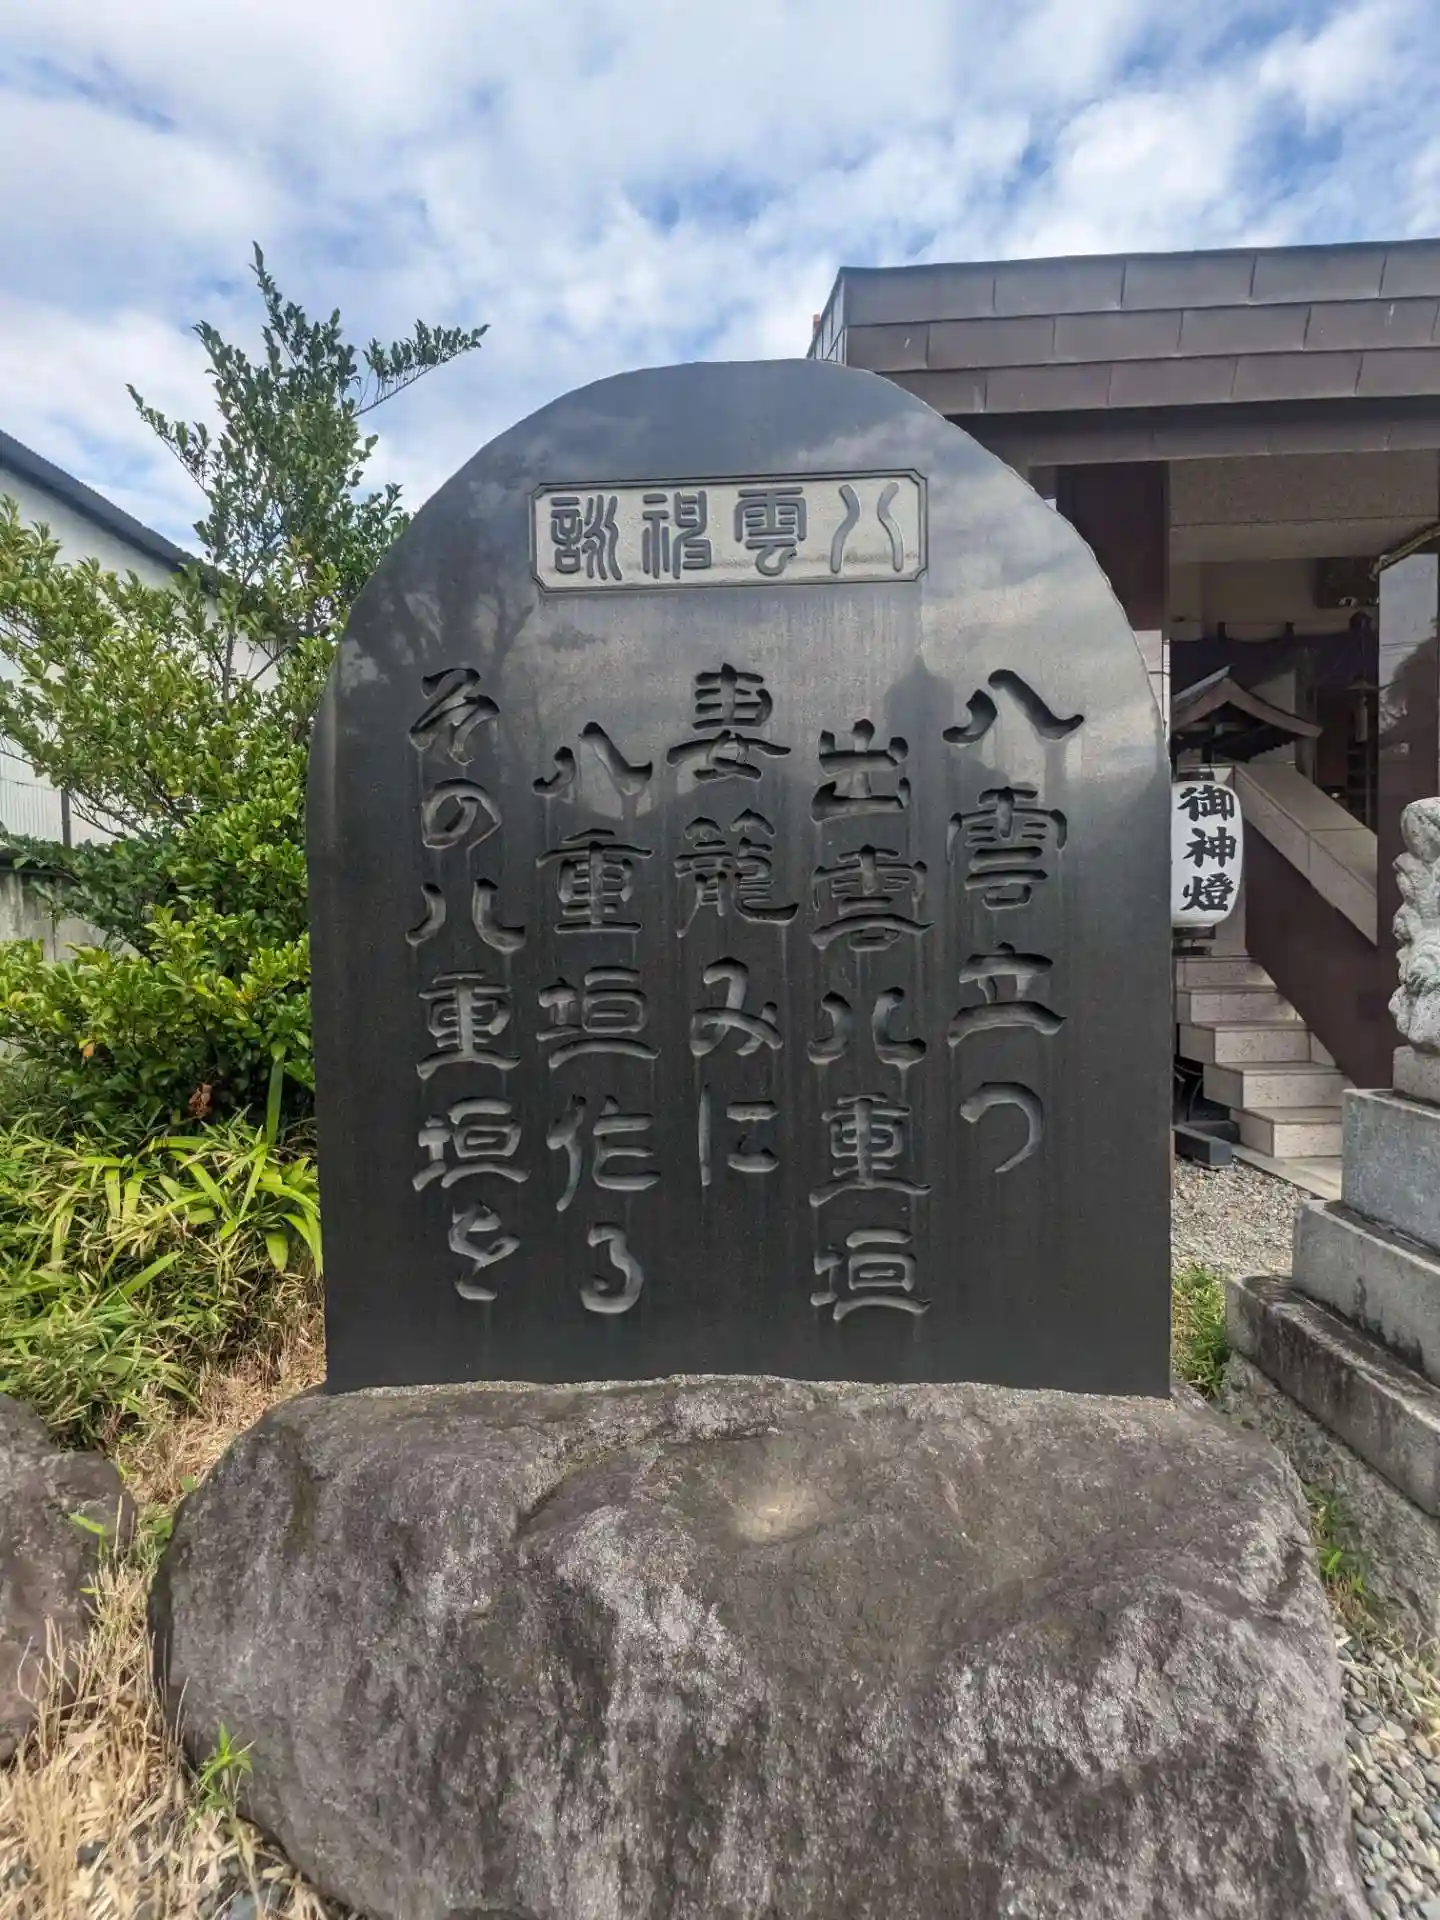 八雲神詠
八雲立つ
出雲八重垣
妻籠みに
八重垣作る
その八重垣を
御神燈